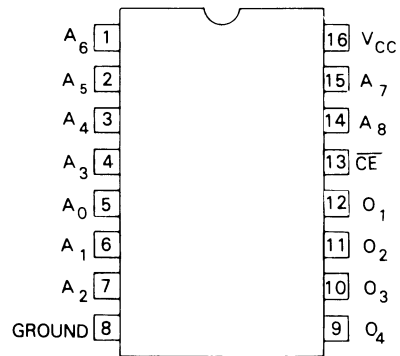 A6 1 16 VCC
A5 2 15 A7
A4 3 14 A8
A3 4 13 C̅E̅
A0 5 12 O1
A1 6 11 O2
A2 7 10 O3
GROUND 8 9 O4